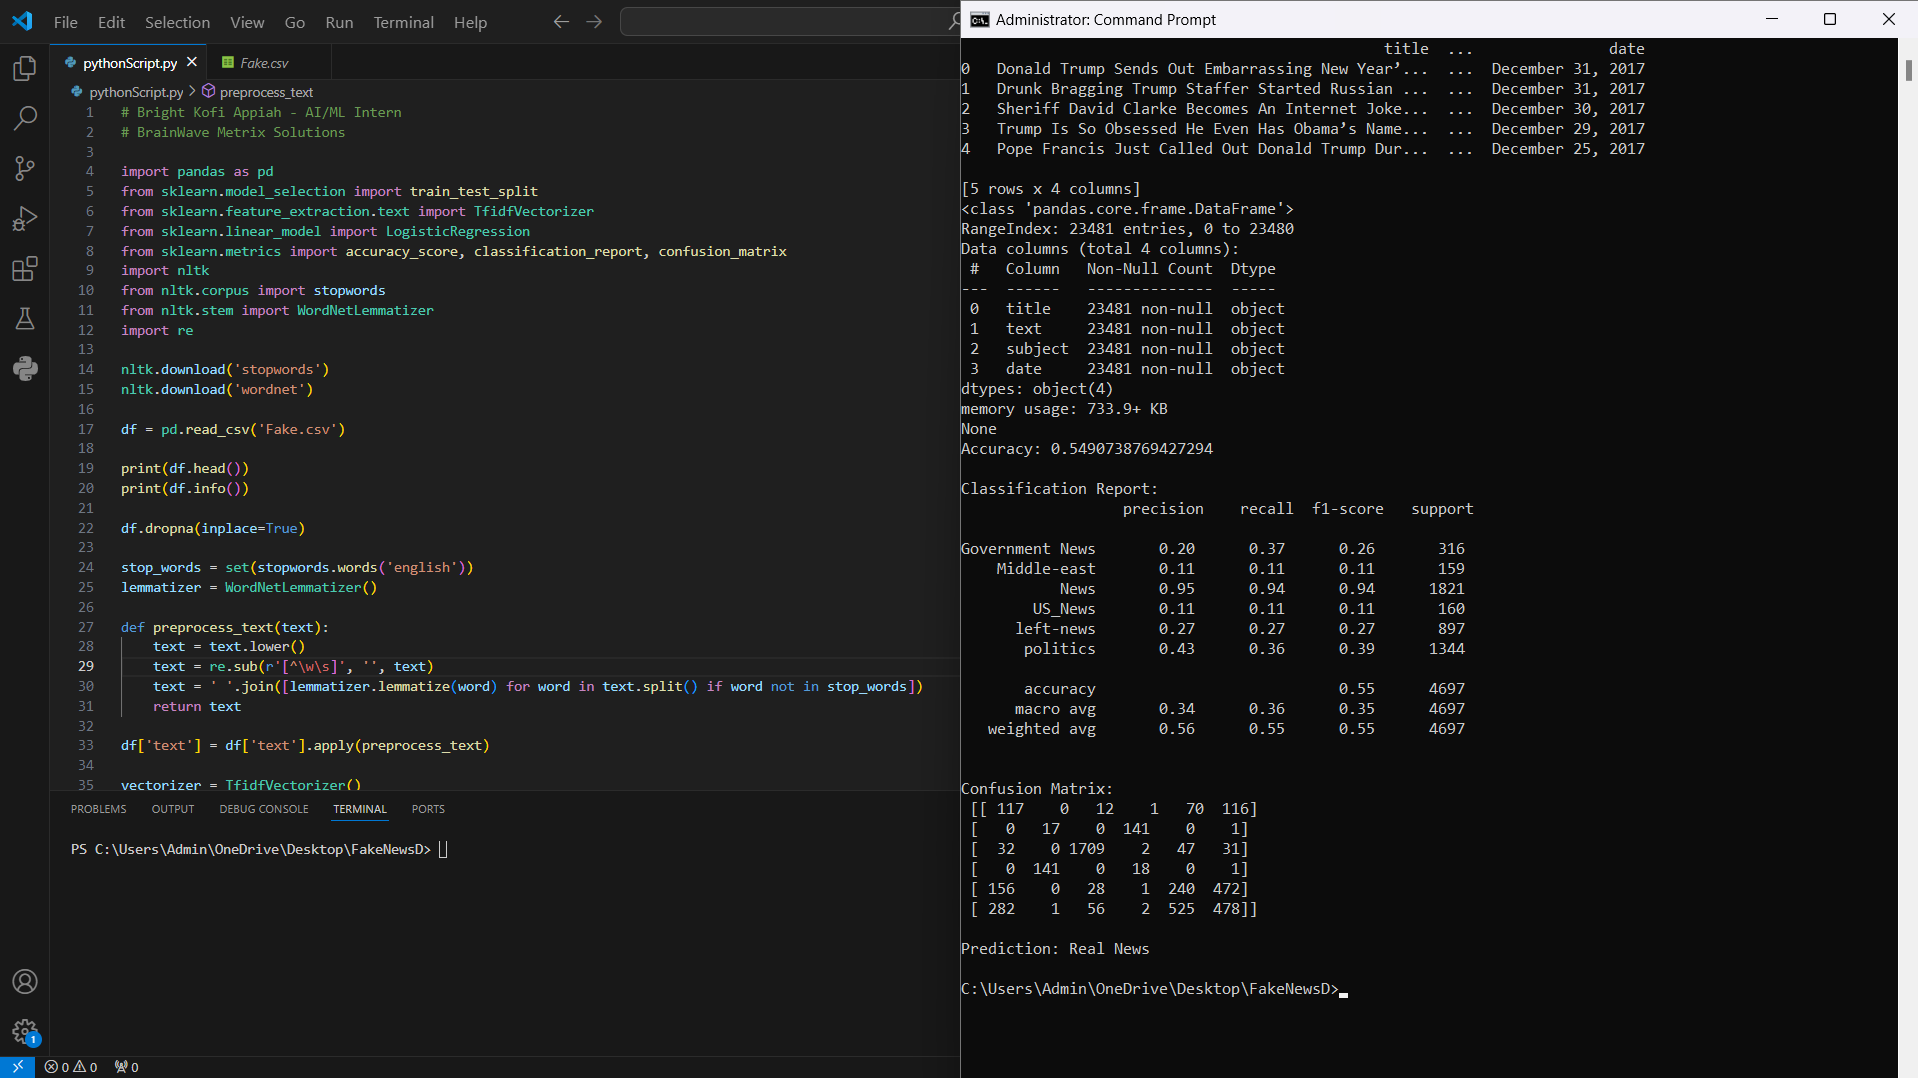 File Edit Selection View Go Run Terminal Help
pythonScript.py
Fake.csv
pythonScript.py > preprocess_text
1 # Bright Kofi Appiah - AI/ML Intern
2 # BrainWave Metrix Solutions
3
4 import pandas as pd
5 from sklearn.model_selection import train_test_split
6 from sklearn.feature_extraction.text import TfidfVectorizer
7 from sklearn.linear_model import LogisticRegression
8 from sklearn.metrics import accuracy_score, classification_report, confusion_matrix
9 import nltk
10 from nltk.corpus import stopwords
11 from nltk.stem import WordNetLemmatizer
12 import re
13
14 nltk.download('stopwords')
15 nltk.download('wordnet')
16
17 df = pd.read_csv('Fake.csv')
18
19 print(df.head())
20 print(df.info())
21
22 df.dropna(inplace=True)
23
24 stop_words = set(stopwords.words('english'))
25 lemmatizer = WordNetLemmatizer()
26
27 def preprocess_text(text):
28     text = text.lower()
29     text = re.sub(r'[^\w\s]', '', text)
30     text = ' '.join([lemmatizer.lemmatize(word) for word in text.split() if word not in stop_words])
31     return text
32
33 df['text'] = df['text'].apply(preprocess_text)
34
35 vectorizer = TfidfVectorizer()
PROBLEMS OUTPUT DEBUG CONSOLE TERMINAL PORTS
PS C:\Users\Admin\OneDrive\Desktop\FakeNewsD>
1
0 0 0
Administrator: Command Prompt
title ... date
0 Donald Trump Sends Out Embarrassing New Year’... ... December 31, 2017
1 Drunk Bragging Trump Staffer Started Russian ... ... December 31, 2017
2 Sheriff David Clarke Becomes An Internet Joke... ... December 30, 2017
3 Trump Is So Obsessed He Even Has Obama’s Name... ... December 29, 2017
4 Pope Francis Just Called Out Donald Trump Dur... ... December 25, 2017
[5 rows x 4 columns]
<class 'pandas.core.frame.DataFrame'>
RangeIndex: 23481 entries, 0 to 23480
Data columns (total 4 columns):
# Column Non-Null Count Dtype
--- ------ -------------- -----
0 title 23481 non-null object
1 text 23481 non-null object
2 subject 23481 non-null object
3 date 23481 non-null object
dtypes: object(4)
memory usage: 733.9+ KB
None
Accuracy: 0.5490738769427294
Classification Report:
precision recall f1-score support
Government News 0.20 0.37 0.26 316
Middle-east 0.11 0.11 0.11 159
News 0.95 0.94 0.94 1821
US_News 0.11 0.11 0.11 160
left-news 0.27 0.27 0.27 897
politics 0.43 0.36 0.39 1344
accuracy 0.55 4697
macro avg 0.34 0.36 0.35 4697
weighted avg 0.56 0.55 0.55 4697
Confusion Matrix:
[[ 117 0 12 1 70 116]
[ 0 17 0 141 0 1]
[ 32 0 1709 2 47 31]
[ 0 141 0 18 0 1]
[ 156 0 28 1 240 472]
[ 282 1 56 2 525 478]]
Prediction: Real News
C:\Users\Admin\OneDrive\Desktop\FakeNewsD>